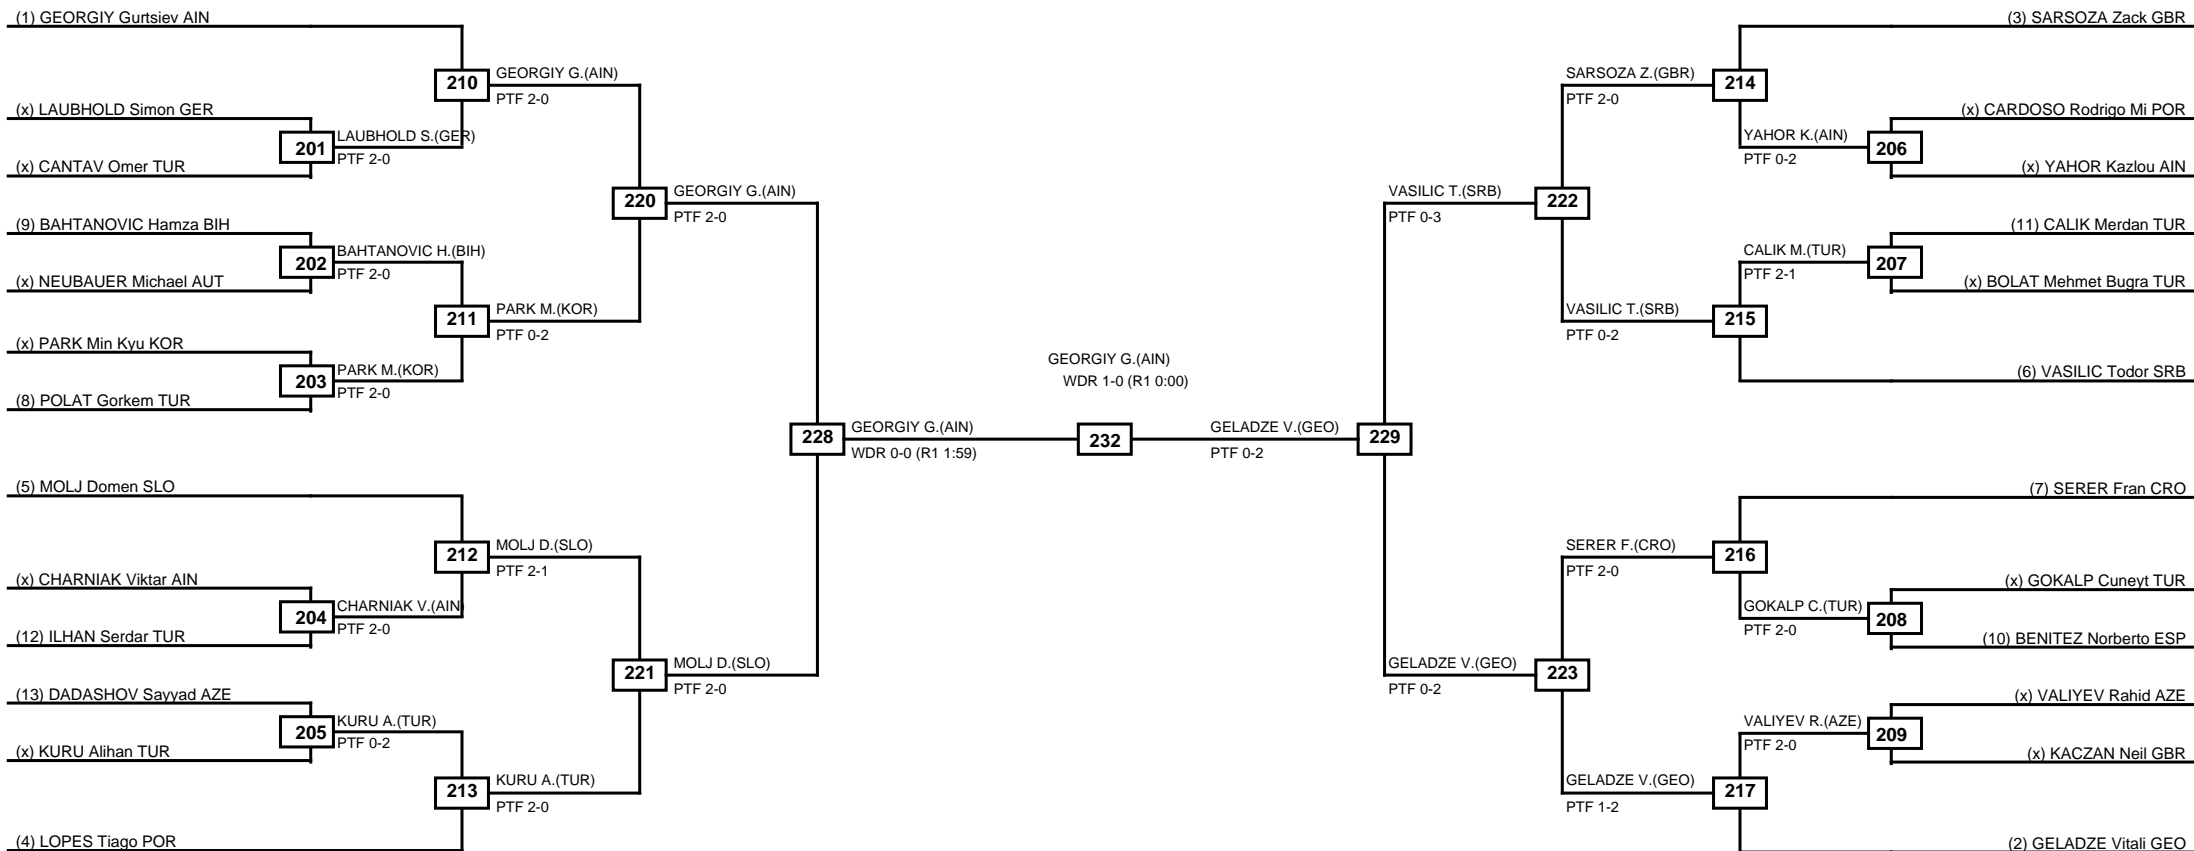 (1) GEORGIY Gurtsiev AIN
(x) LAUBHOLD Simon GER
(x) CANTAV Omer TUR
(9) BAHTANOVIC Hamza BIH
(x) NEUBAUER Michael AUT
(x) PARK Min Kyu KOR
(8) POLAT Gorkem TUR
(5) MOLJ Domen SLO
(x) CHARNIAK Viktar AIN
(12) ILHAN Serdar TUR
(13) DADASHOV Sayyad AZE
(x) KURU Alihan TUR
(4) LOPES Tiago POR
201
LAUBHOLD S.(GER)
PTF 2-0
202
BAHTANOVIC H.(BIH)
PTF 2-0
203
PARK M.(KOR)
PTF 2-0
204
CHARNIAK V.(AIN)
PTF 2-0
205
KURU A.(TUR)
PTF 0-2
210
GEORGIY G.(AIN)
PTF 2-0
211
PARK M.(KOR)
PTF 0-2
212
MOLJ D.(SLO)
PTF 2-1
213
KURU A.(TUR)
PTF 2-0
220
GEORGIY G.(AIN)
PTF 2-0
221
MOLJ D.(SLO)
PTF 2-0
228
GEORGIY G.(AIN)
WDR 0-0 (R1 1:59)
GEORGIY G.(AIN)
WDR 1-0 (R1 0:00)
232
GELADZE V.(GEO)
PTF 0-2
229
VASILIC T.(SRB)
PTF 0-3
222
GELADZE V.(GEO)
PTF 0-2
223
SARSOZA Z.(GBR)
PTF 2-0
214
VASILIC T.(SRB)
PTF 0-2
215
SERER F.(CRO)
PTF 2-0
216
GELADZE V.(GEO)
PTF 1-2
217
YAHOR K.(AIN)
PTF 0-2
206
CALIK M.(TUR)
PTF 2-1
207
GOKALP C.(TUR)
PTF 2-0
208
VALIYEV R.(AZE)
PTF 2-0
209
(3) SARSOZA Zack GBR
(x) CARDOSO Rodrigo Mi POR
(x) YAHOR Kazlou AIN
(11) CALIK Merdan TUR
(x) BOLAT Mehmet Bugra TUR
(6) VASILIC Todor SRB
(7) SERER Fran CRO
(x) GOKALP Cuneyt TUR
(10) BENITEZ Norberto ESP
(x) VALIYEV Rahid AZE
(x) KACZAN Neil GBR
(2) GELADZE Vitali GEO